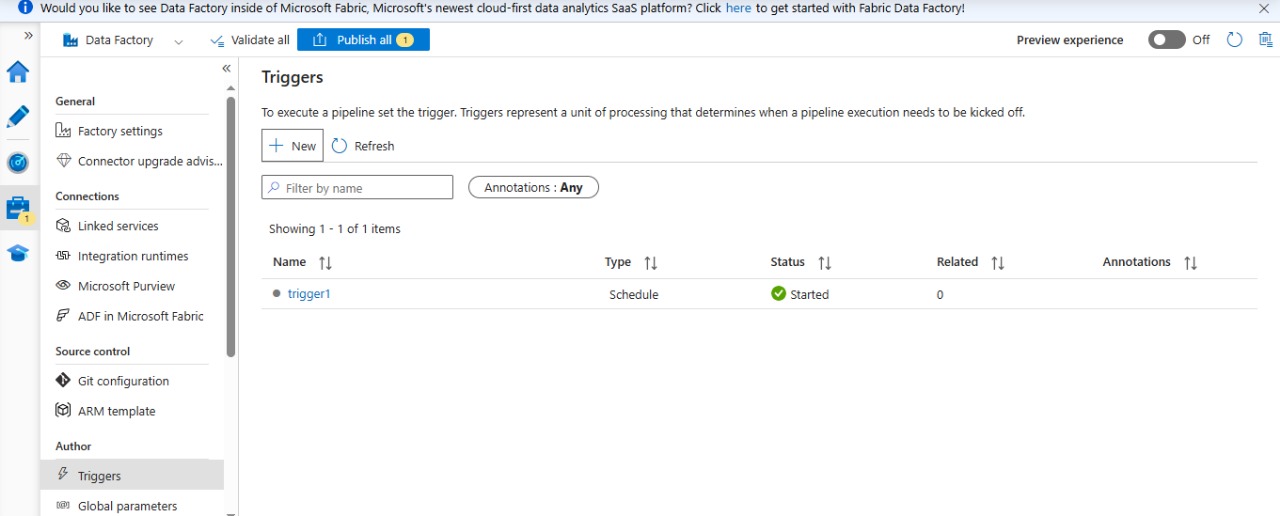 Would you like to see Data Factory inside of Microsoft Fabric, Microsoft's newest cloud-first data analytics SaaS platform? Click here to get started with Fabric Data Factory!
Data Factory
Validate all
Publish all 1
Preview experience
Off
General
Factory settings
Connector upgrade advis...
Connections
Linked services
Integration runtimes
Microsoft Purview
ADF in Microsoft Fabric
Source control
Git configuration
ARM template
Author
Triggers
Global parameters
1
Triggers
To execute a pipeline set the trigger. Triggers represent a unit of processing that determines when a pipeline execution needs to be kicked off.
New Refresh
Filter by name
Annotations : Any
Showing 1 - 1 of 1 items
Name Type Status Related Annotations
trigger1 Schedule Started 0